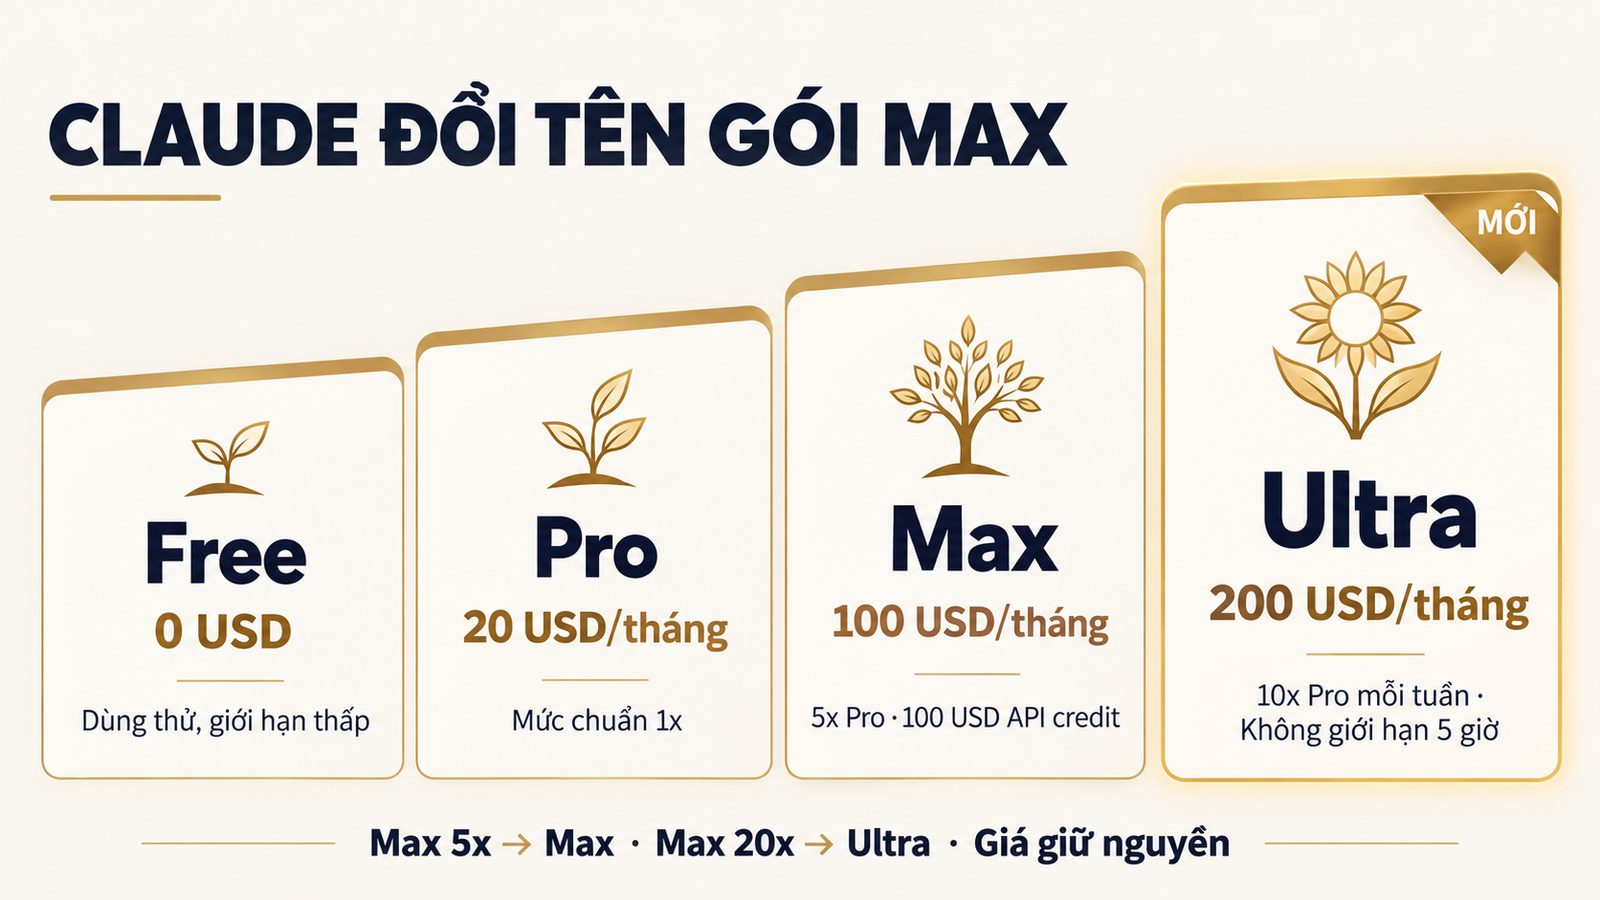 CLAUDE ĐỔI TÊN GÓI MAX
Free
0 USD
Dùng thử, giới hạn thấp
Pro
20 USD/tháng
Mức chuẩn 1x
Max
100 USD/tháng
5x Pro · 100 USD API credit
MỚI
Ultra
200 USD/tháng
10x Pro mỗi tuần ·
Không giới hạn 5 giờ
Max 5x → Max · Max 20x → Ultra · Giá giữ nguyên